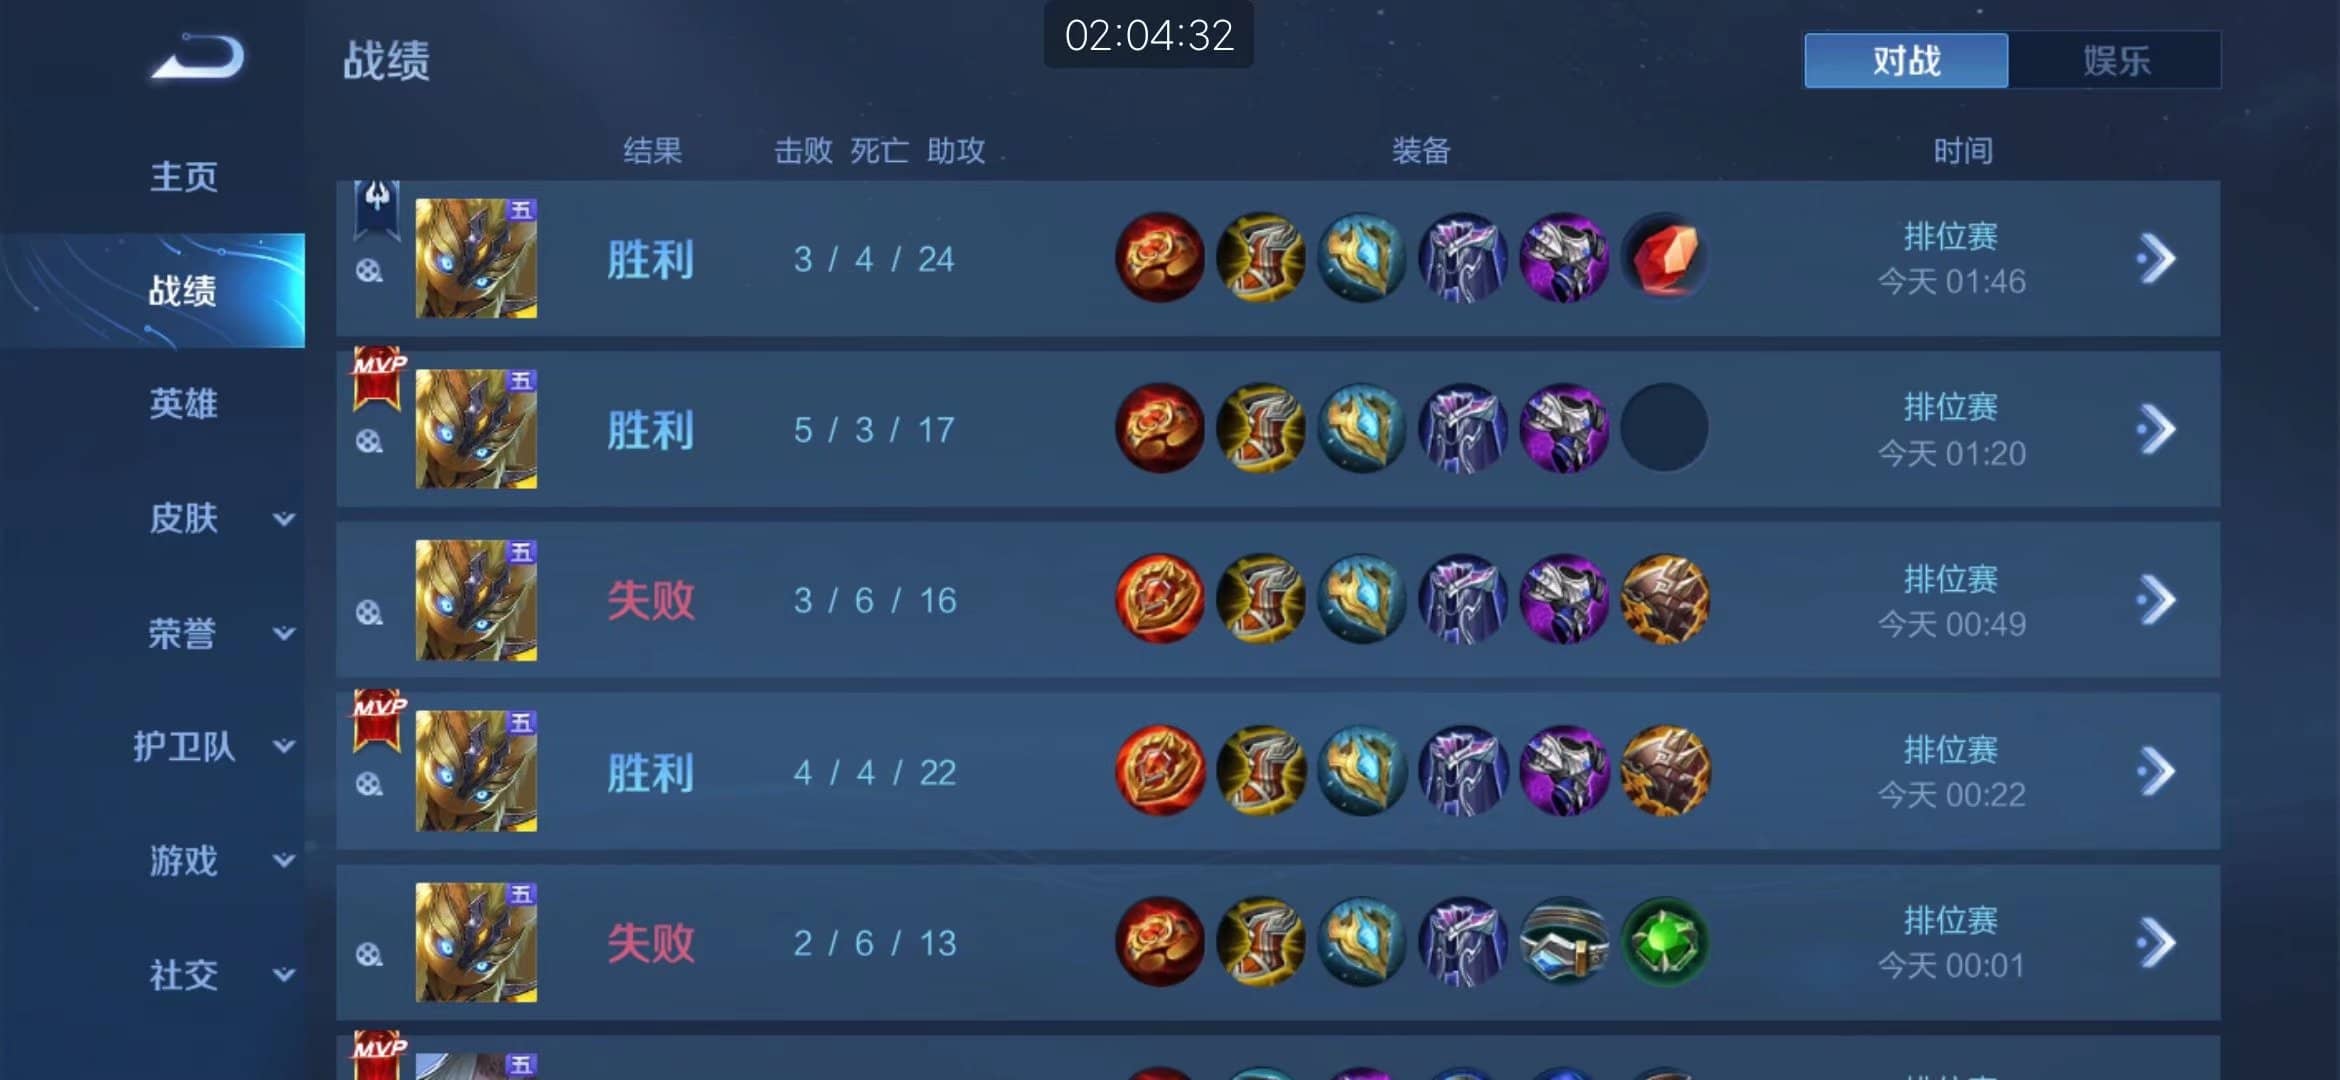 02:04:32
战绩
对战 娱乐
主页
战绩
英雄
皮肤
荣誉
护卫队
游戏
社交
结果 击败 死亡 助攻 装备 时间
五 胜利 3 / 4 / 24 排位赛
今天 01:46
MVP 五 胜利 5 / 3 / 17 排位赛
今天 01:20
五 失败 3 / 6 / 16 排位赛
今天 00:49
MVP 五 胜利 4 / 4 / 22 排位赛
今天 00:22
五 失败 2 / 6 / 13 排位赛
今天 00:01
MVP 五